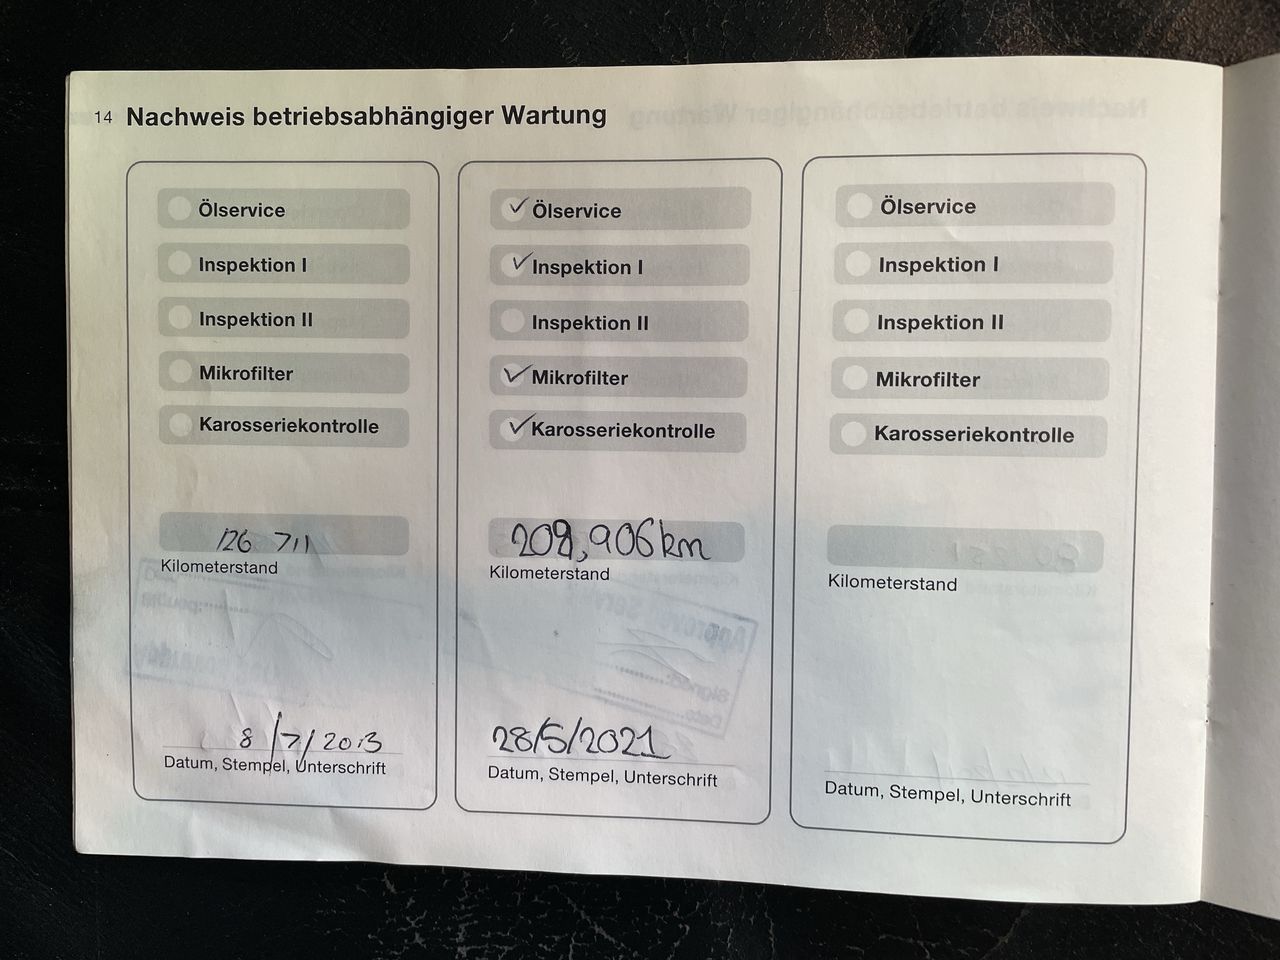 14 Nachweis betriebsabhängiger Wartung
Ölservice
Inspektion I
Inspektion II
Mikrofilter
Karosseriekontrolle
126 711
Kilometerstand
8/7/2013
Datum, Stempel, Unterschrift
✓ Ölservice
✓ Inspektion I
Inspektion II
✓ Mikrofilter
✓ Karosseriekontrolle
208,906km
Kilometerstand
28/5/2021
Datum, Stempel, Unterschrift
Ölservice
Inspektion I
Inspektion II
Mikrofilter
Karosseriekontrolle
Kilometerstand
Datum, Stempel, Unterschrift